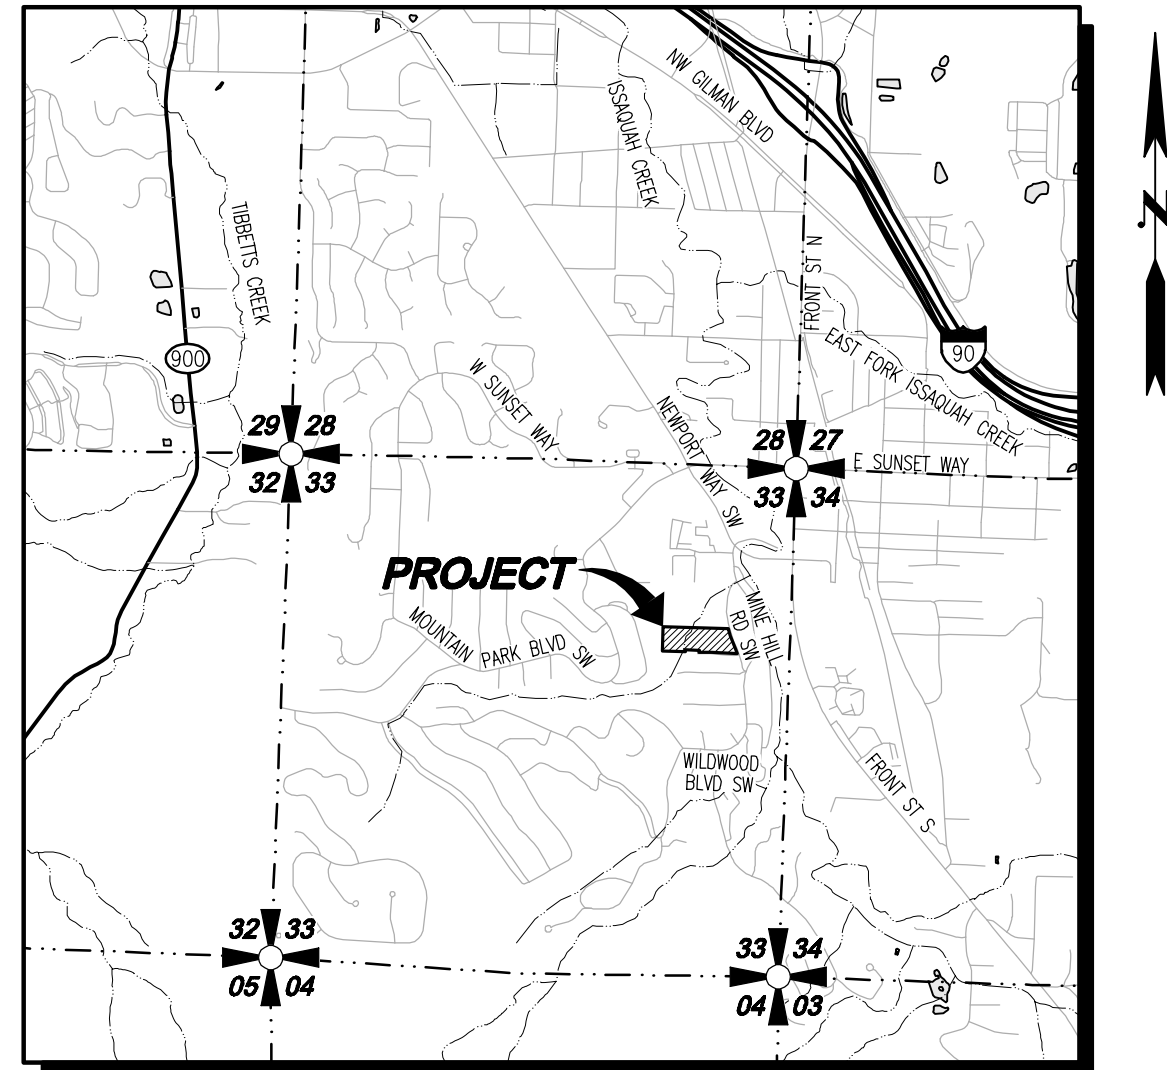 NW GILMAN BLVD
ISSAQUAH CREEK
TIBBETTS CREEK
N
FRONT ST N
900
90
EAST FORK ISSAQUAH CREEK
W SUNSET WAY
NEWPORT WAY SW
29 28
32 33
28 27
33 34
E SUNSET WAY
PROJECT
MOUNTAIN PARK BLVD SW
MINE HILL
RD SW
WILDWOOD
BLVD SW
FRONT ST S
32 33
05 04
33 34
04 03